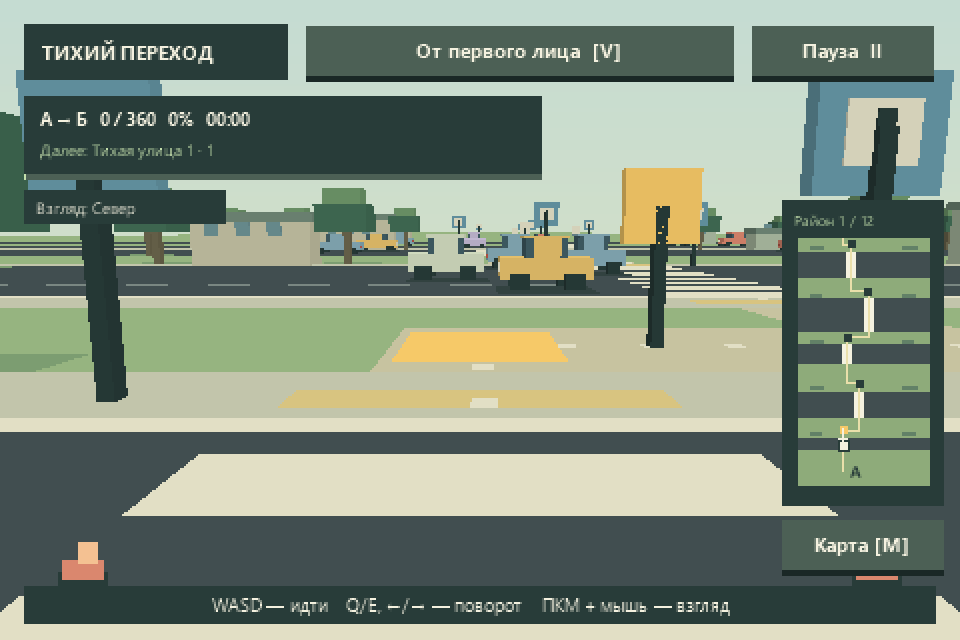 ТИХИЙ ПЕРЕХОД
От первого лица [V]
Пауза II
А — Б 0 / 360 0% 00:00
Далее: Тихая улица 1 · 1
Взгляд: Север
Район 1 / 12
А
Карта [M]
WASD — идти Q/E, ←/→ — поворот ПКМ + мышь — взгляд